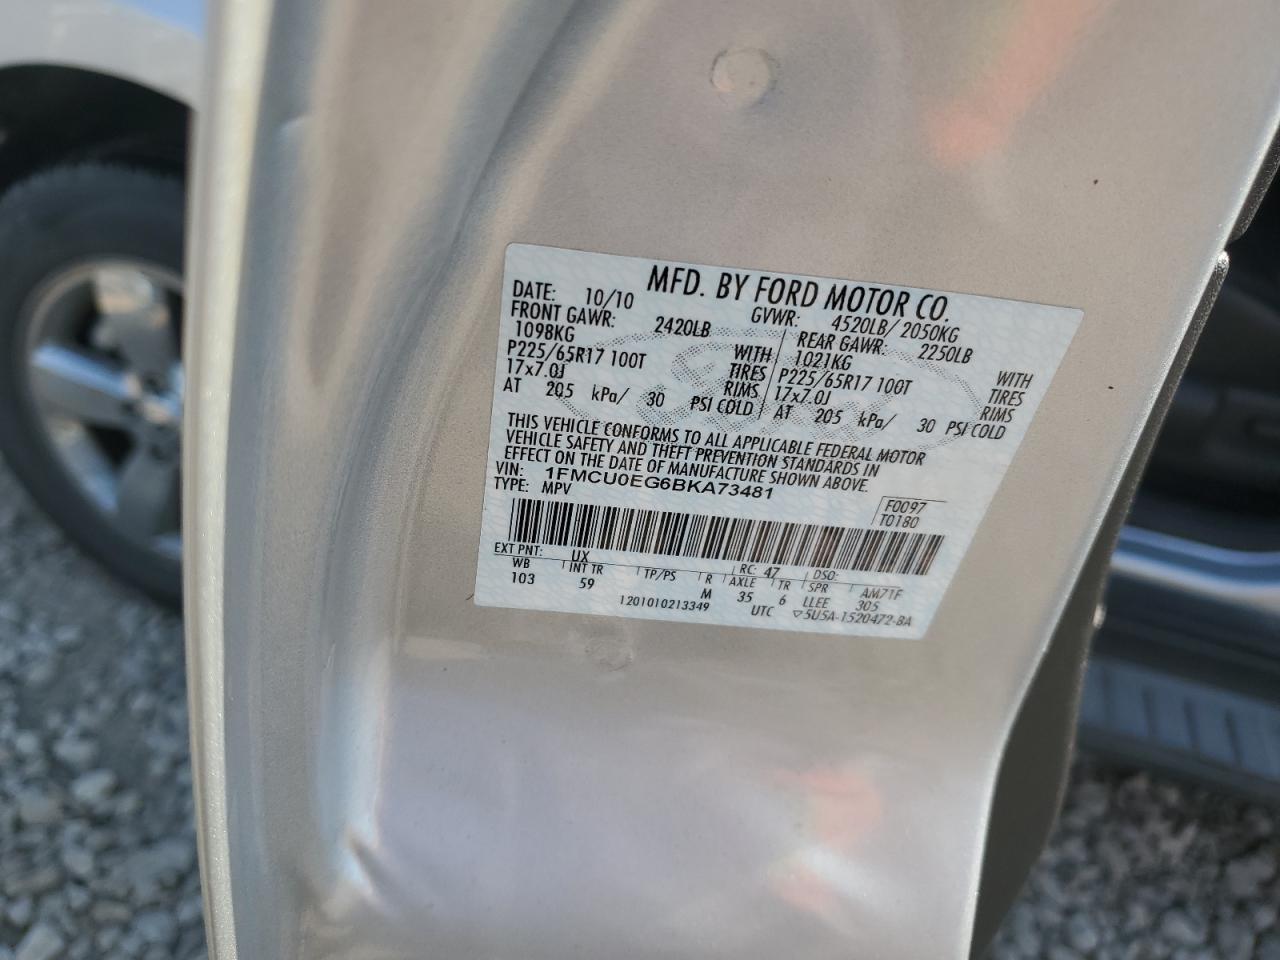 MFD. BY FORD MOTOR CO.
DATE: 10/10 GVWR: 4520LB/ 2050KG
FRONT GAWR: 2420LB REAR GAWR: 2250LB
1098KG WITH 1021KG WITH
P225/65R17 100T TIRES P225/65R17 100T TIRES
17x7.0J RIMS 17x7.0J RIMS
AT 205 kPa/ 30 PSI COLD AT 205 kPa/ 30 PSI COLD
THIS VEHICLE CONFORMS TO ALL APPLICABLE FEDERAL MOTOR
VEHICLE SAFETY AND THEFT PREVENTION STANDARDS IN
EFFECT ON THE DATE OF MANUFACTURE SHOWN ABOVE.
VIN: 1FMCU0EG6BKA73481
TYPE: MPV
F0097
T0180
EXT PNT: UX RC: 47 DSO:
WB INT TR TP/PS R AXLE TR SPR AM71F
103 59 M 35 6 LLEE 305
1201010213349 UTC ▽5U5A-1520472-BA